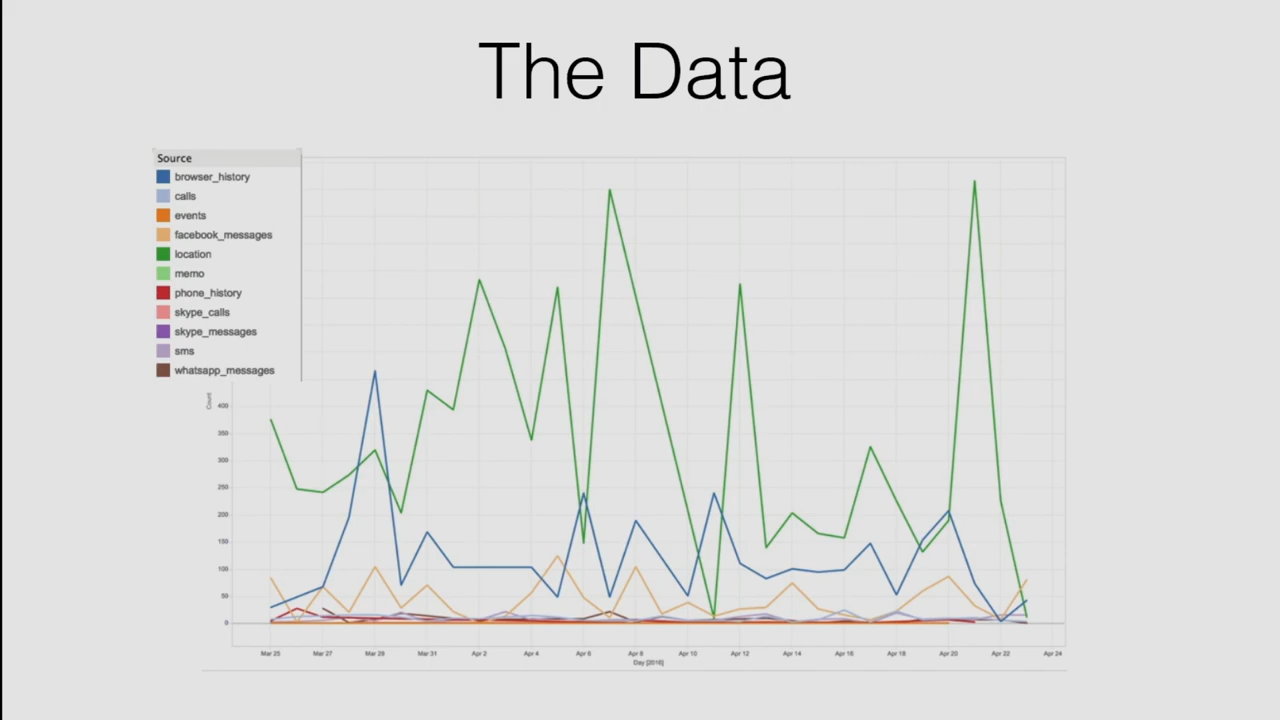 The Data
Source
browser_history
calls
events
facebook_messages
location
memo
phone_history
skype_calls
skype_messages
sms
whatsapp_messages
Count
400
350
300
250
200
150
100
50
0
Mar 25 Mar 27 Mar 29 Mar 31 Apr 2 Apr 4 Apr 6 Apr 8 Apr 10 Apr 12 Apr 14 Apr 16 Apr 18 Apr 20 Apr 22 Apr 24
Day [2016]